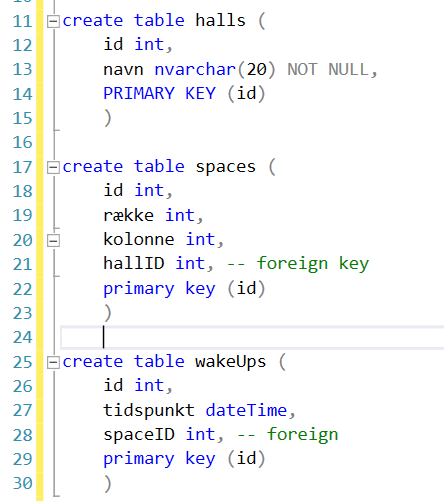 11 create table halls (
12 id int,
13 navn nvarchar(20) NOT NULL,
14 PRIMARY KEY (id)
15 )
16
17 create table spaces (
18 id int,
19 række int,
20 kolonne int,
21 hallID int, -- foreign key
22 primary key (id)
23 )
24
25 create table wakeUps (
26 id int,
27 tidspunkt dateTime,
28 spaceID int, -- foreign
29 primary key (id)
30 )